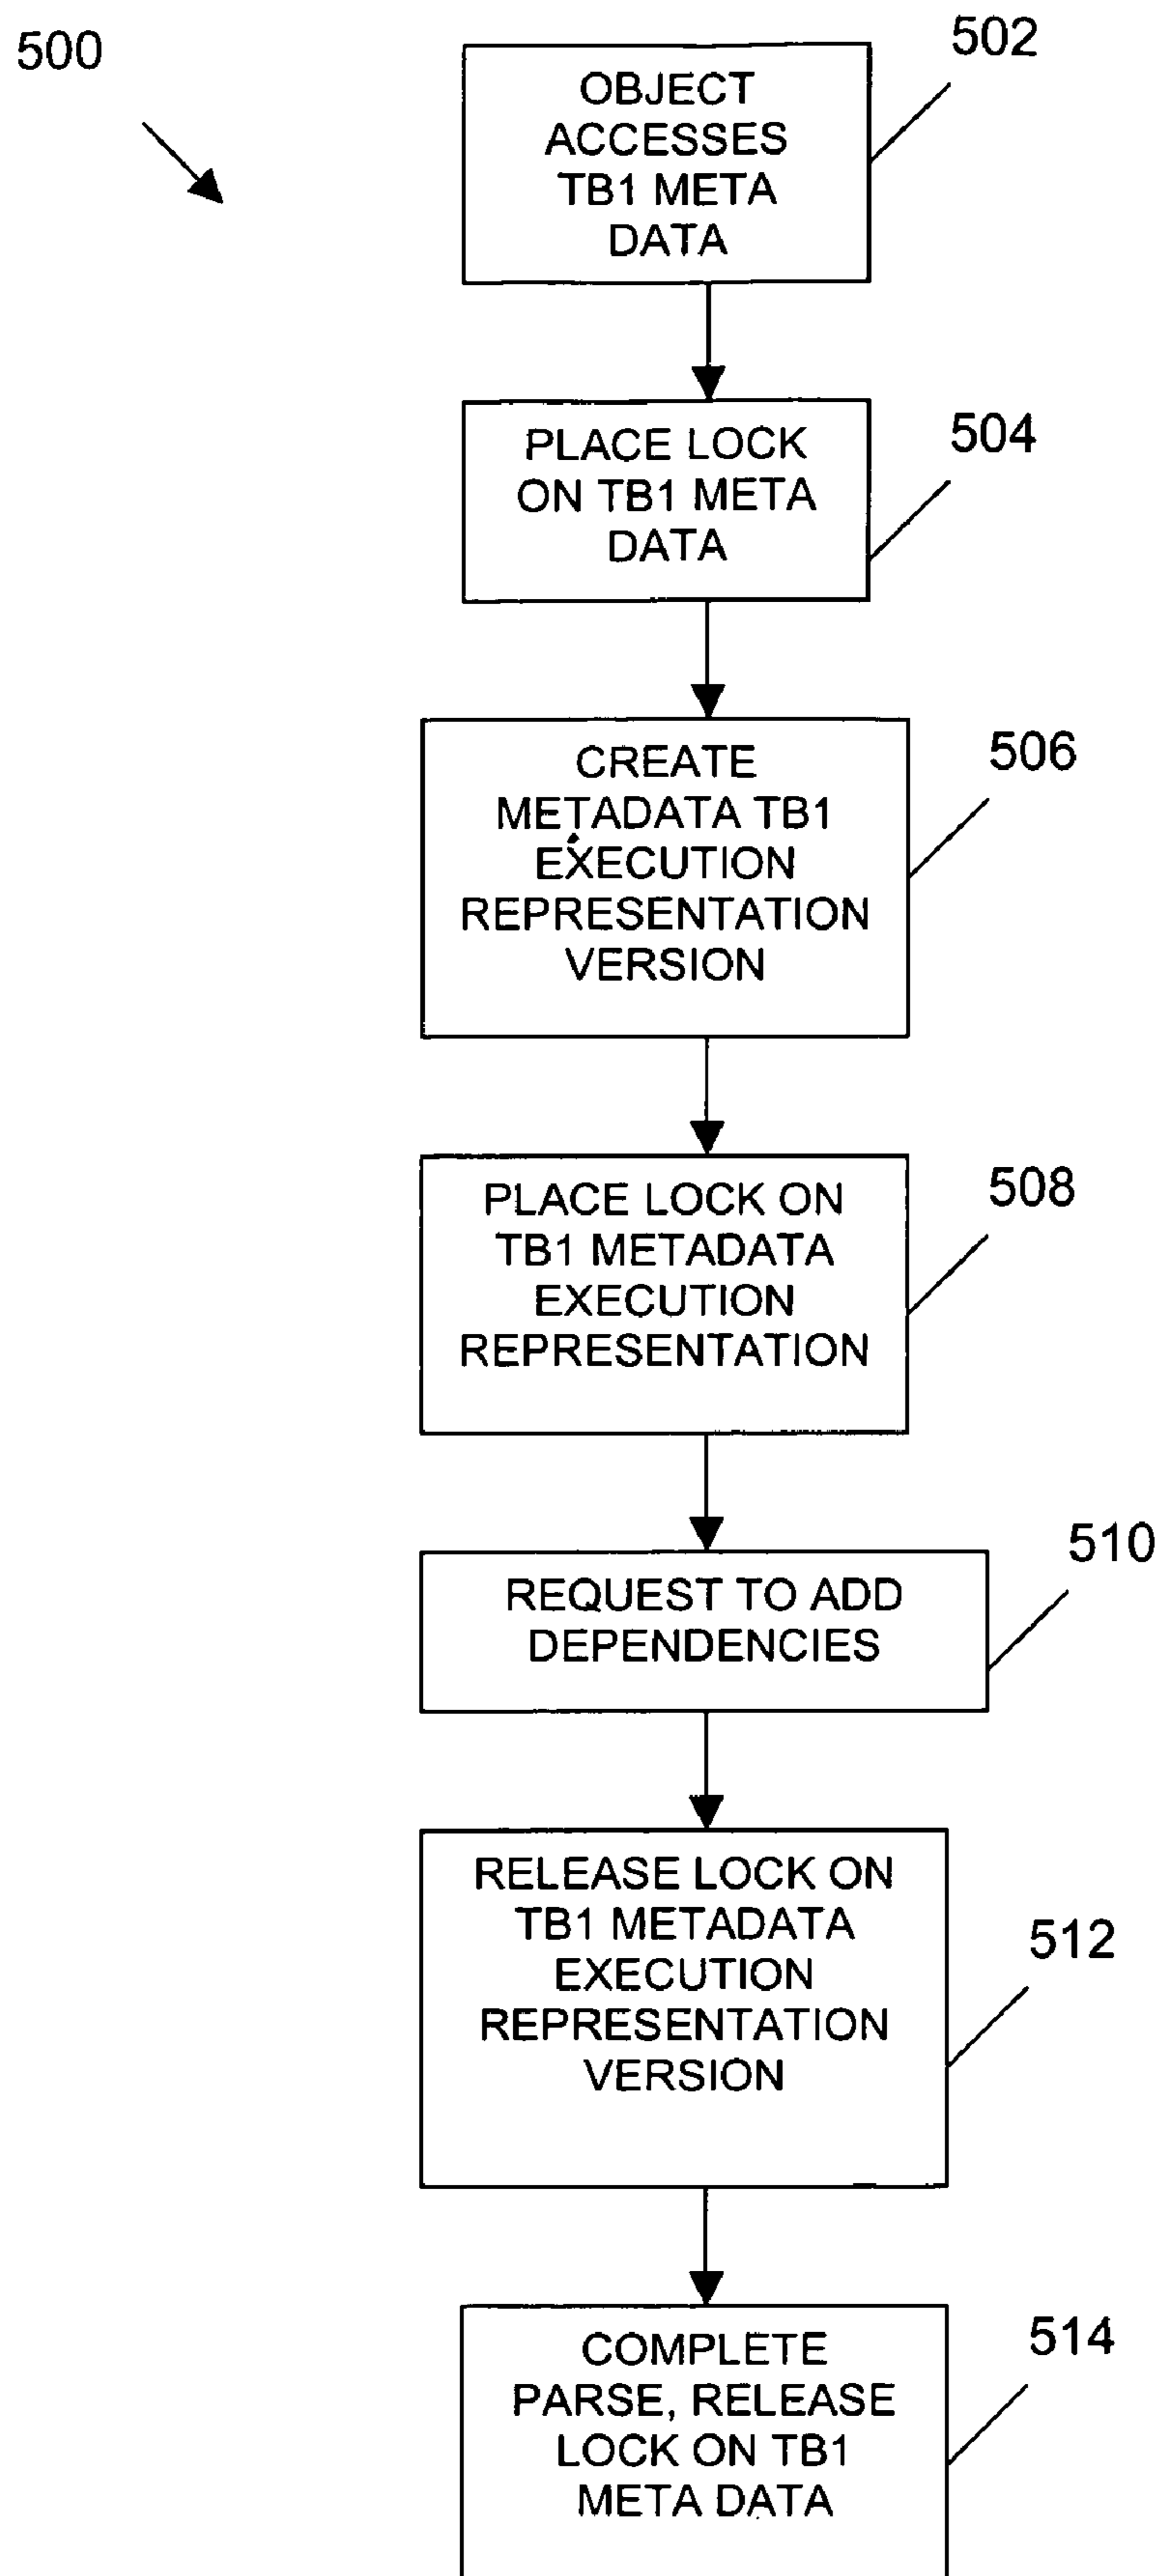 500
502
OBJECT
ACCESSES
TB1 META
DATA
504
PLACE LOCK
ON TB1 META
DATA
506
CREATE
METADATA TB1
EXECUTION
REPRESENTATION
VERSION
508
PLACE LOCK ON
TB1 METADATA
EXECUTION
REPRESENTATION
510
REQUEST TO ADD
DEPENDENCIES
512
RELEASE LOCK ON
TB1 METADATA
EXECUTION
REPRESENTATION
VERSION
514
COMPLETE
PARSE, RELEASE
LOCK ON TB1
META DATA